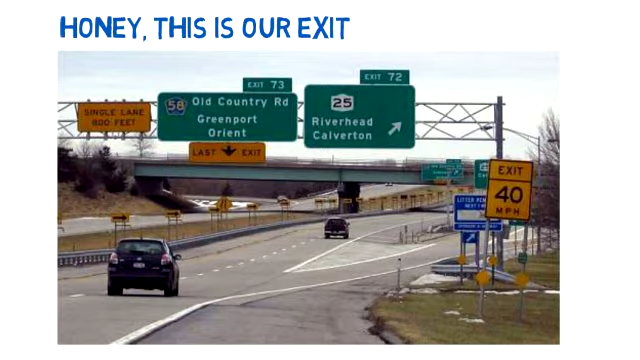 HONEY, THIS IS OUR EXIT
EXIT 73
EXIT 72
SINGLE LANE
800 FEET
58 Old Country Rd
Greenport
Orient
25
Riverhead
Calverton
LAST EXIT
EXIT
40
MPH